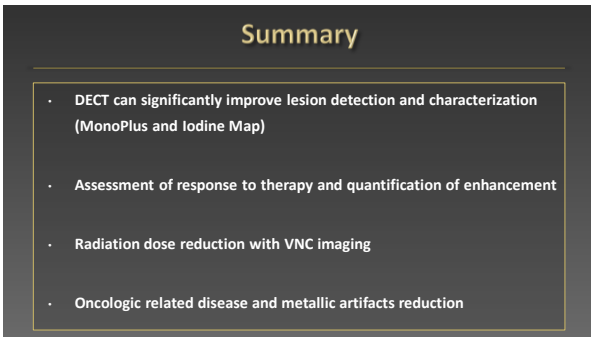 Summary
· DECT can significantly improve lesion detection and characterization
(MonoPlus and Iodine Map)
· Assessment of response to therapy and quantification of enhancement
· Radiation dose reduction with VNC imaging
· Oncologic related disease and metallic artifacts reduction